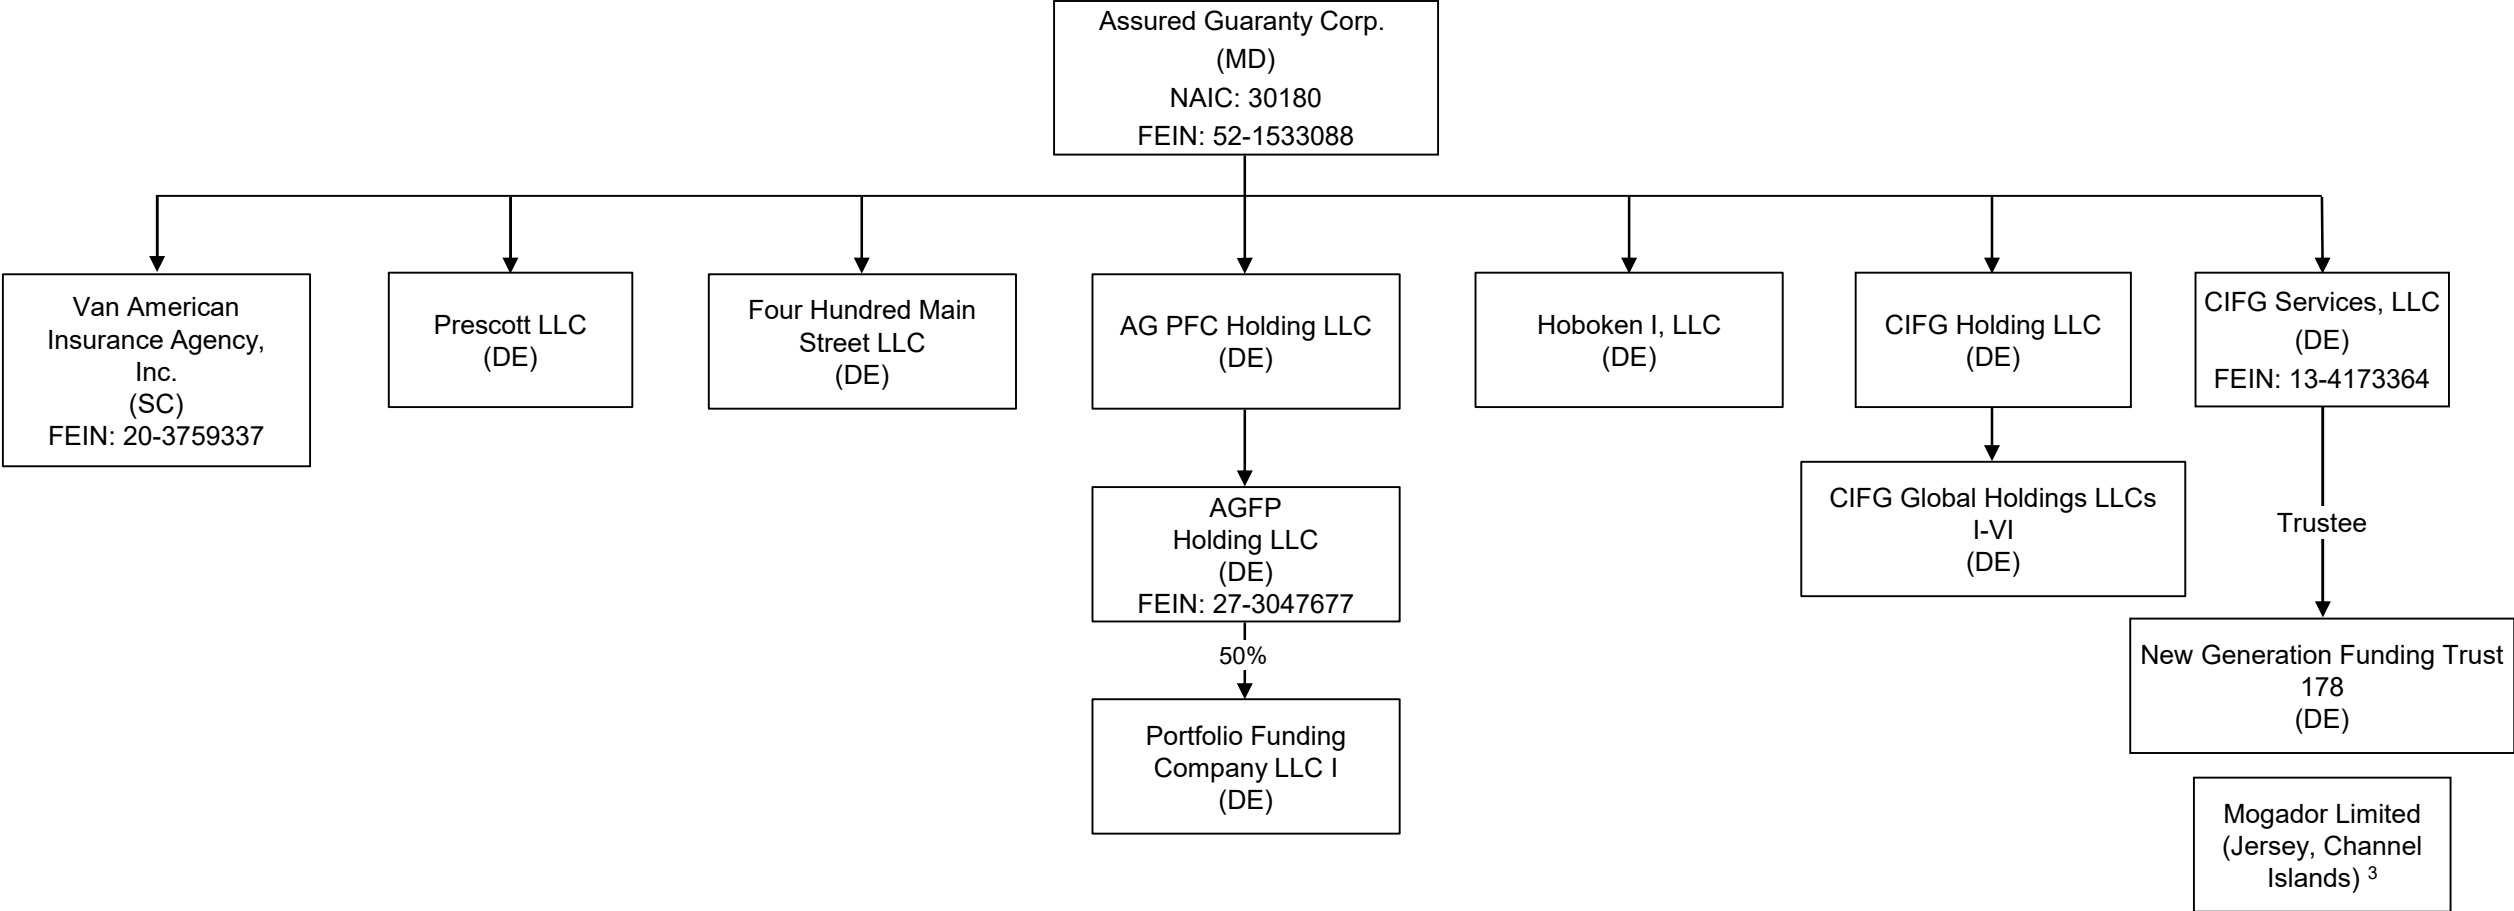 Assured Guaranty Corp.
(MD)
NAIC: 30180
FEIN: 52-1533088
Van American
Insurance Agency,
Inc.
(SC)
FEIN: 20-3759337
Prescott LLC
(DE)
Four Hundred Main
Street LLC
(DE)
AG PFC Holding LLC
(DE)
Hoboken I, LLC
(DE)
CIFG Holding LLC
(DE)
CIFG Services, LLC
(DE)
FEIN: 13-4173364
AGFP
Holding LLC
(DE)
FEIN: 27-3047677
CIFG Global Holdings LLCs
I-VI
(DE)
Trustee
50%
New Generation Funding Trust
178
(DE)
Portfolio Funding
Company LLC I
(DE)
Mogador Limited
(Jersey, Channel
Islands) 3